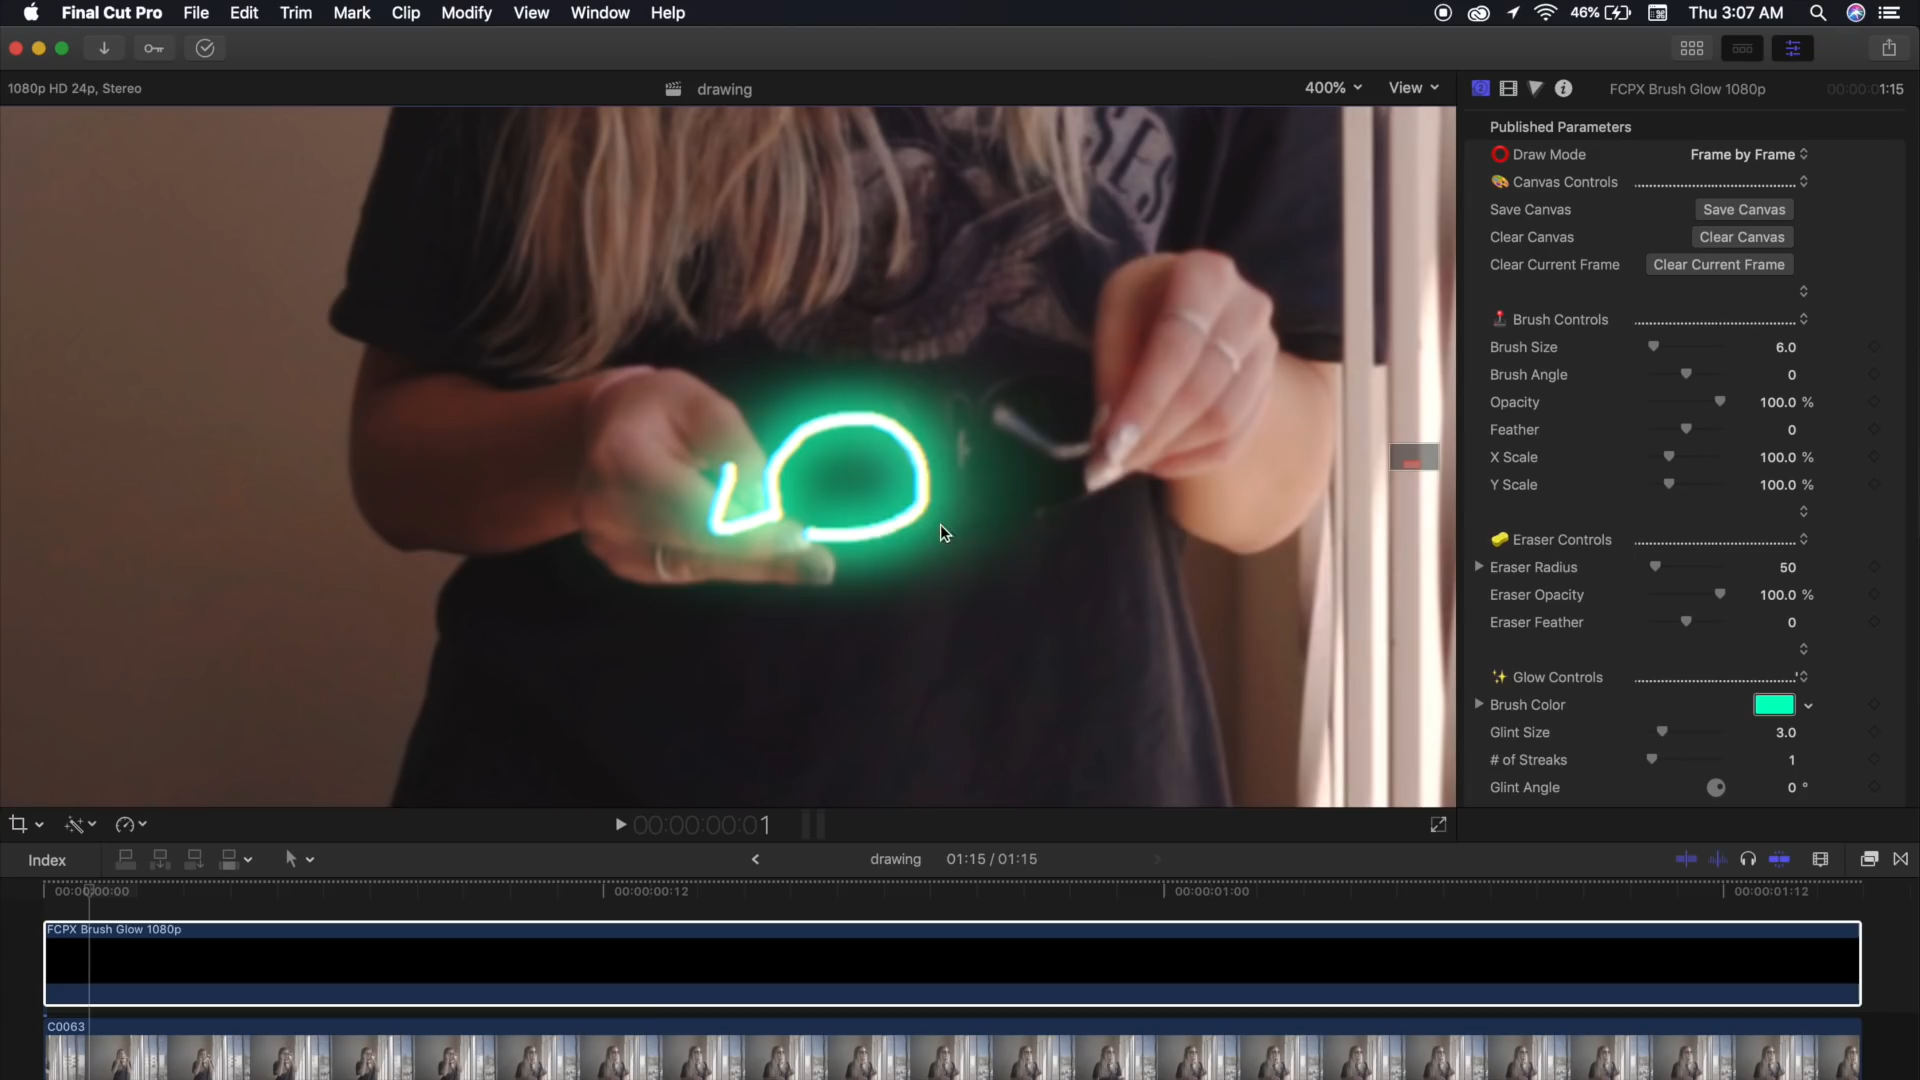 Final Cut Pro File Edit Trim Mark Clip Modify View Window Help 46% Thu 3:07 AM
1080p HD 24p, Stereo drawing 400% View FCPX Brush Glow 1080p 00:00:01:15
Published Parameters
Draw Mode Frame by Frame
Canvas Controls
Save Canvas Save Canvas
Clear Canvas Clear Canvas
Clear Current Frame Clear Current Frame
Brush Controls
Brush Size 6.0
Brush Angle 0
Opacity 100.0 %
Feather 0
X Scale 100.0 %
Y Scale 100.0 %
Eraser Controls
Eraser Radius 50
Eraser Opacity 100.0 %
Eraser Feather 0
Glow Controls
Brush Color
Glint Size 3.0
# of Streaks 1
Glint Angle 0 °
00:00:00:01
Index drawing 01:15 / 01:15
00:00:00:00 00:00:00:12 00:00:01:00 00:00:01:12
FCPX Brush Glow 1080p
C0063